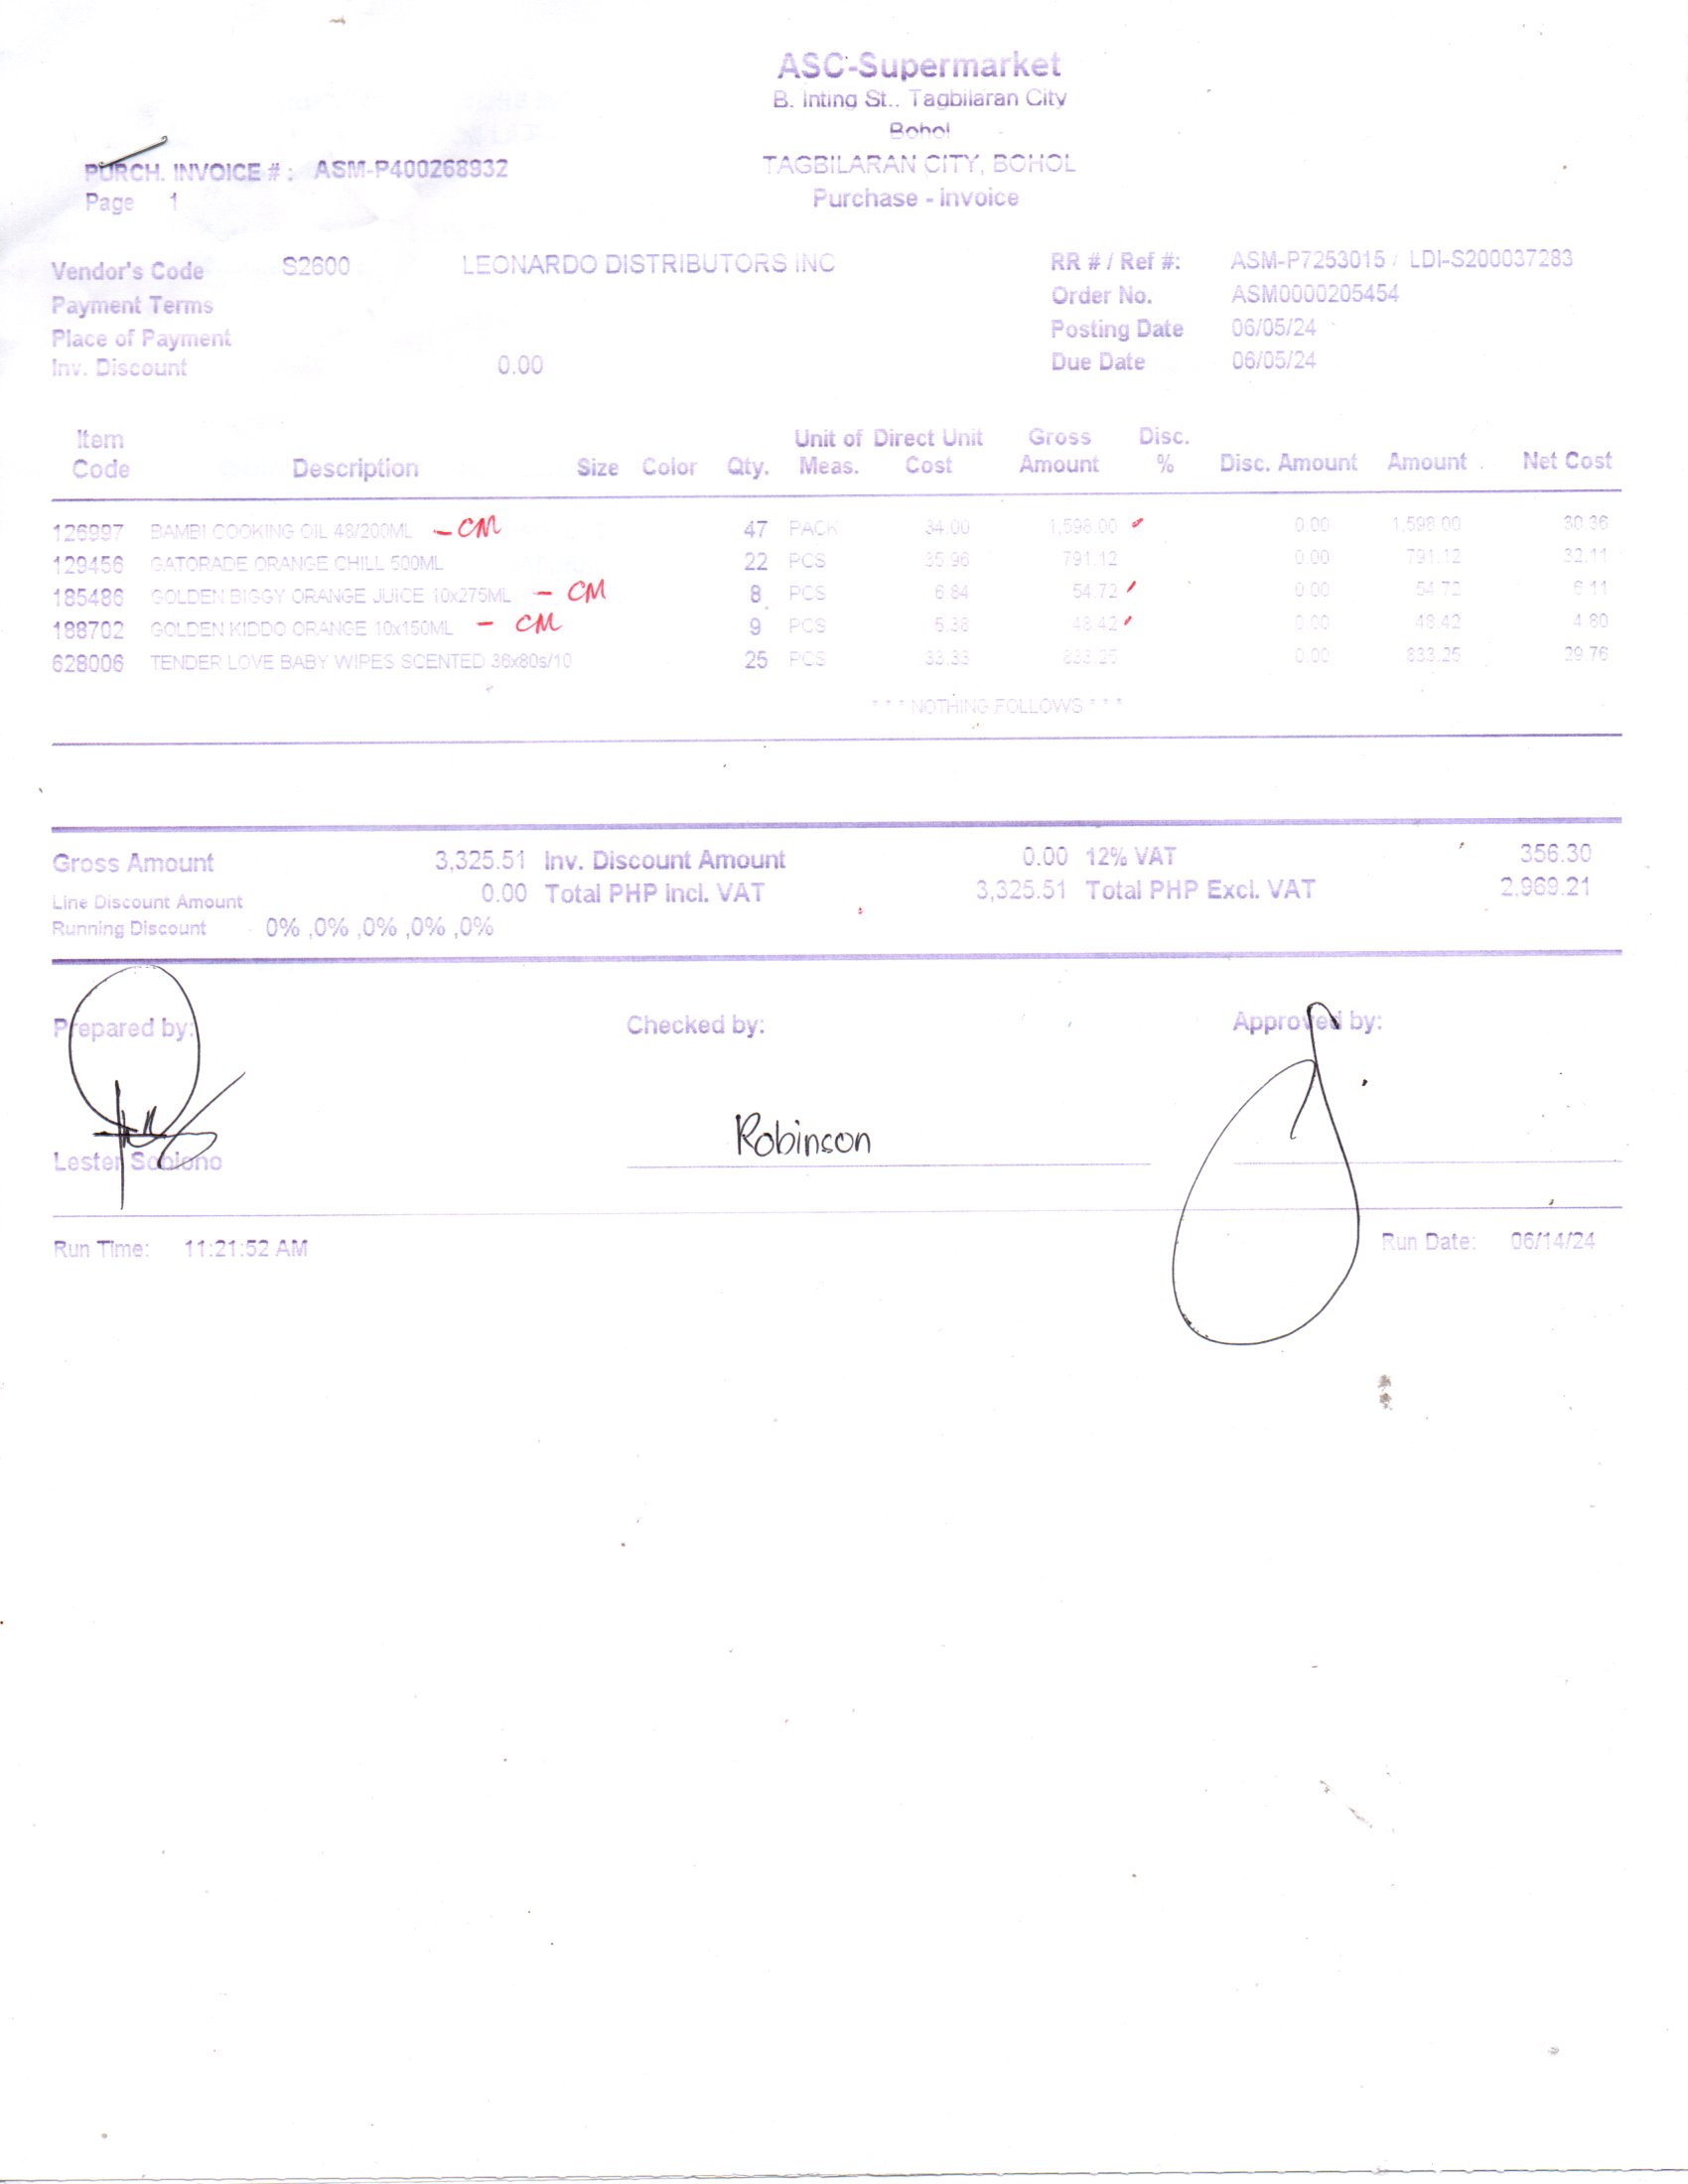 ASC-Supermarket
B. Inting St.. Tagbilaran City
Bohol
TAGBILARAN CITY, BOHOL
Purchase - Invoice
PURCH. INVOICE # : ASM-P400268932
Page 1
Vendor's Code S2600 LEONARDO DISTRIBUTORS INC RR # / Ref #: ASM-P7253015 / LDI-S200037283
Payment Terms Order No. ASM0000205454
Place of Payment Posting Date 06/05/24
Inv. Discount 0.00 Due Date 06/05/24
Item Code Description Size Color Qty. Unit of Meas. Direct Unit Cost Gross Amount Disc. % Disc. Amount Amount Net Cost
126997 BAMBI COOKING OIL 48/200ML - CM 47 PACK 34.00 1,598.00 0.00 1,598.00 30.36
129456 GATORADE ORANGE CHILL 500ML 22 PCS 35.96 791.12 0.00 791.12 32.11
185486 GOLDEN BIGGY ORANGE JUICE 10x275ML - CM 8 PCS 6.84 54.72 0.00 54.72 6.11
188702 GOLDEN KIDDO ORANGE 10x150ML - CM 9 PCS 5.38 48.42 0.00 48.42 4.80
628006 TENDER LOVE BABY WIPES SCENTED 36x80s/10 25 PCS 33.33 833.25 0.00 833.25 29.76
* * * NOTHING FOLLOWS * * *
Gross Amount 3,325.51 Inv. Discount Amount 0.00 12% VAT 356.30
Line Discount Amount 0.00 Total PHP incl. VAT 3,325.51 Total PHP Excl. VAT 2,969.21
Running Discount 0% ,0% ,0% ,0% ,0%
Prepared by: Checked by: Approved by:
Robinson
Lester
Run Time: 11:21:52 AM Run Date: 06/14/24